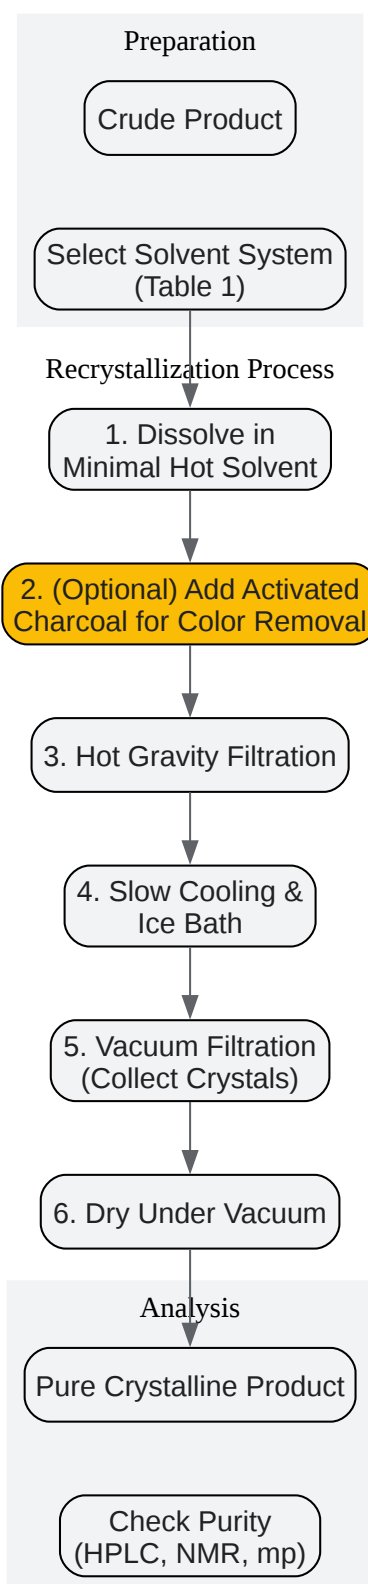 Preparation
Crude Product
Select Solvent System
(Table 1)
Recrystallization Process
1. Dissolve in
Minimal Hot Solvent
2. (Optional) Add Activated
Charcoal for Color Removal
3. Hot Gravity Filtration
4. Slow Cooling &
Ice Bath
5. Vacuum Filtration
(Collect Crystals)
6. Dry Under Vacuum
Analysis
Pure Crystalline Product
Check Purity
(HPLC, NMR, mp)